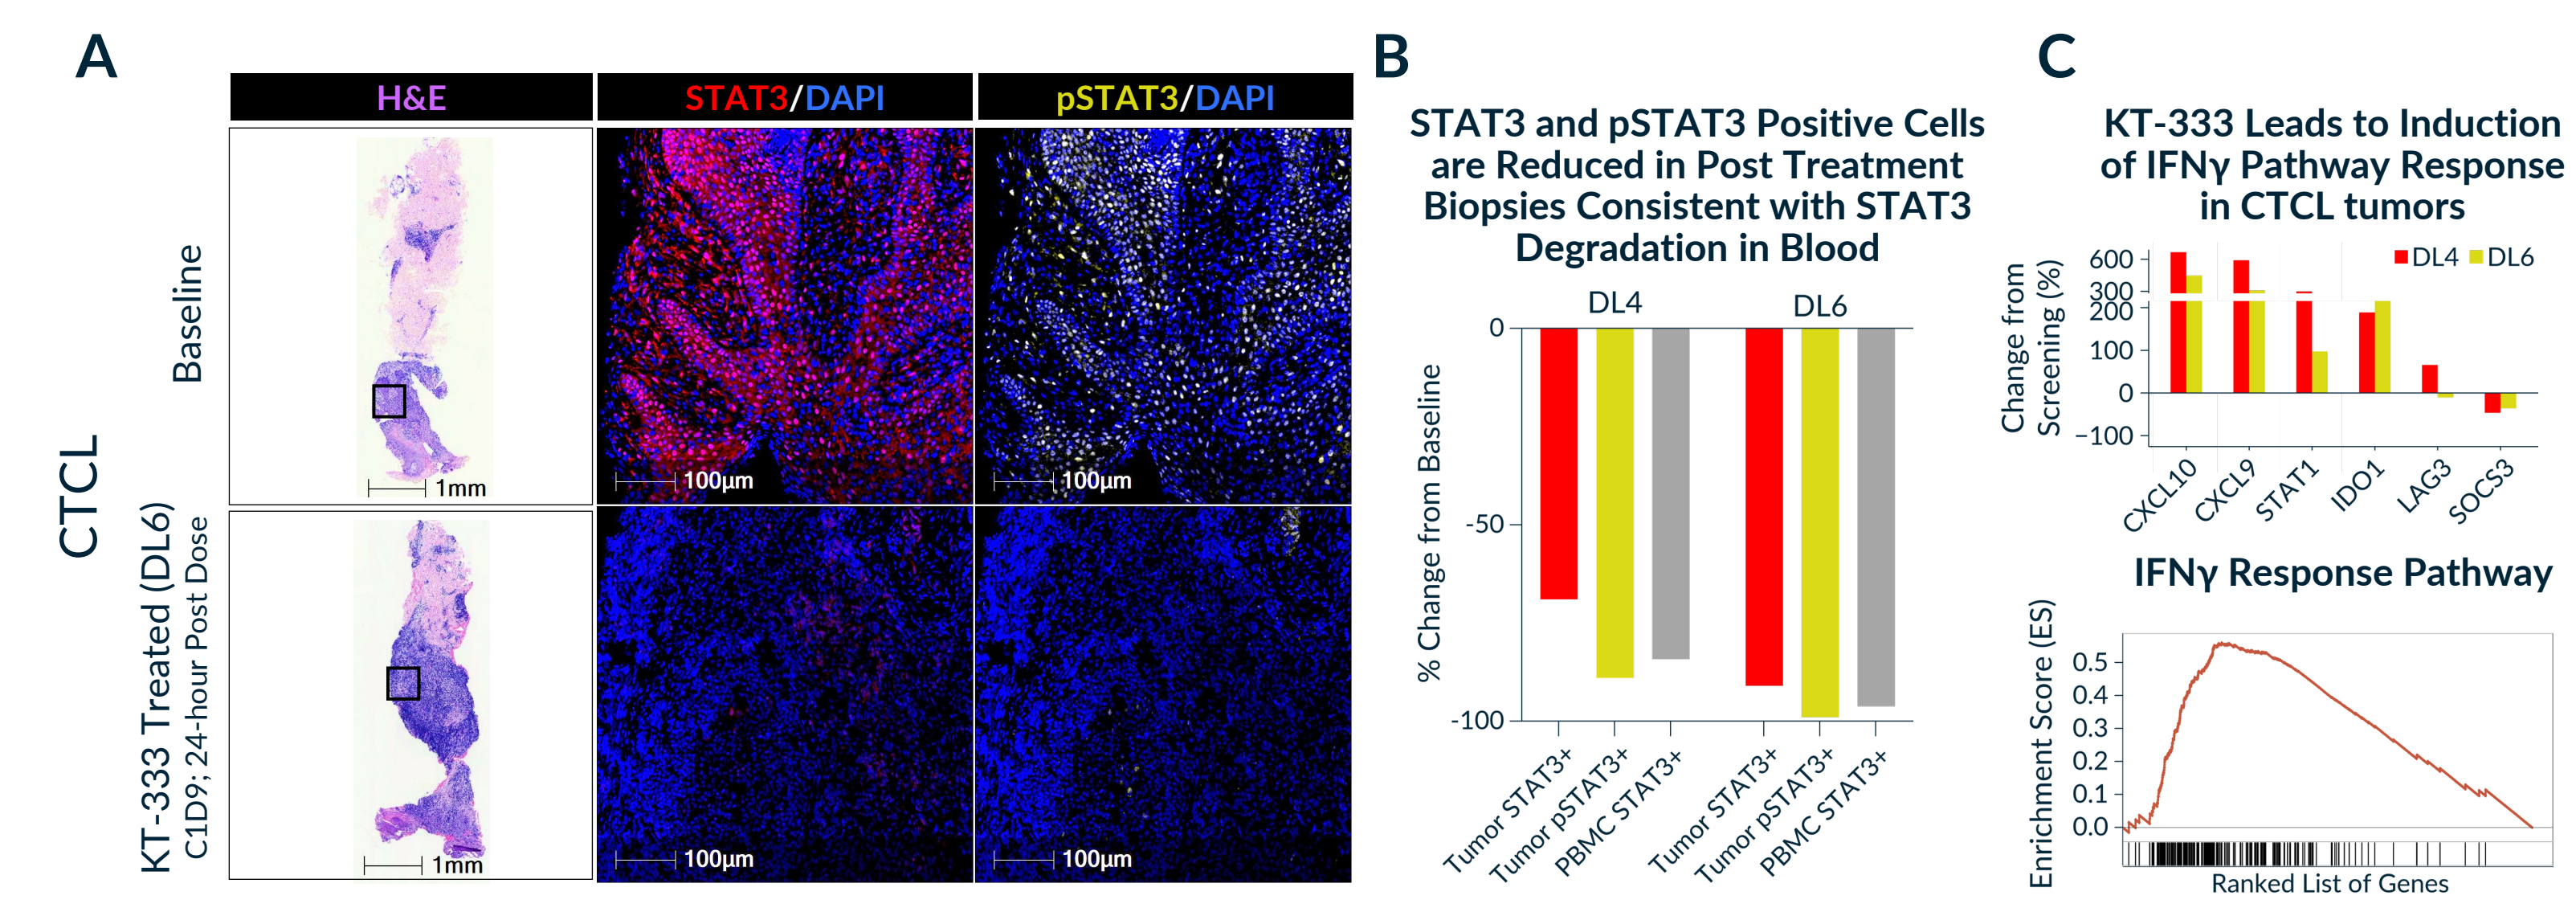 A
H&E
STAT3/DAPI
pSTAT3/DAPI
CTCL
Baseline
1mm
100µm
100µm
KT-333 Treated (DL6)
C1D9; 24-hour Post Dose
1mm
100µm
100µm
B
STAT3 and pSTAT3 Positive Cells
are Reduced in Post Treatment
Biopsies Consistent with STAT3
Degradation in Blood
DL4
DL6
% Change from Baseline
0
-50
-100
Tumor STAT3+
Tumor pSTAT3+
PBMC STAT3+
Tumor STAT3+
Tumor pSTAT3+
PBMC STAT3+
C
KT-333 Leads to Induction
of IFNγ Pathway Response
in CTCL tumors
Change from
Screening (%)
DL4
DL6
600
300
200
100
0
−100
CXCL10
CXCL9
STAT1
IDO1
LAG3
SOCS3
IFNγ Response Pathway
Enrichment Score (ES)
0.5
0.4
0.3
0.2
0.1
0.0
Ranked List of Genes